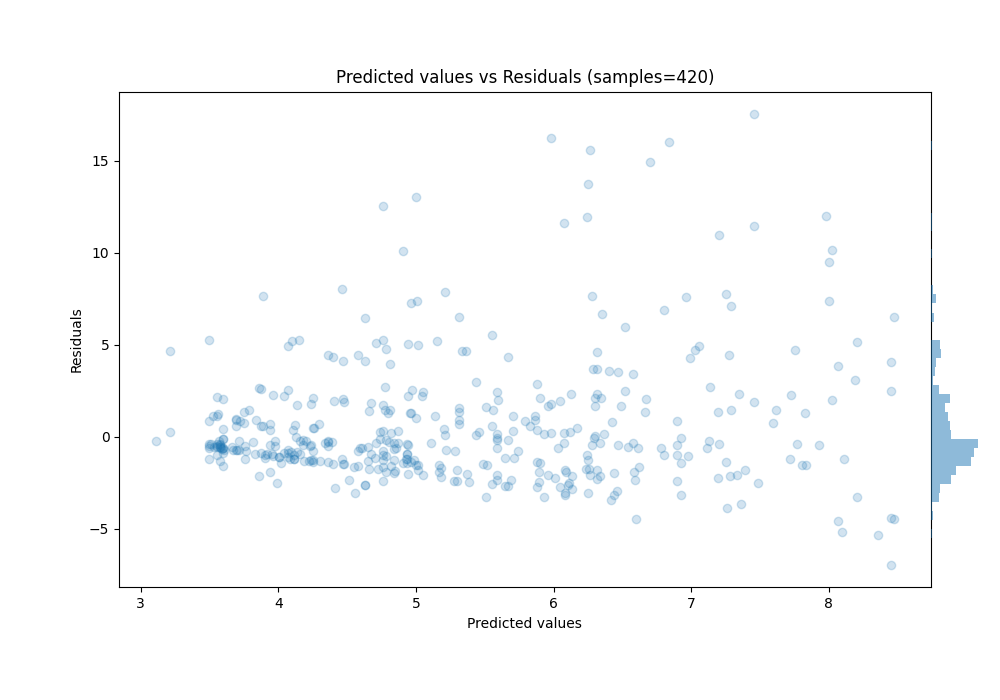 Predicted values vs Residuals (samples=420)
15
10
5
0
−5
Residuals
3 4 5 6 7 8
Predicted values